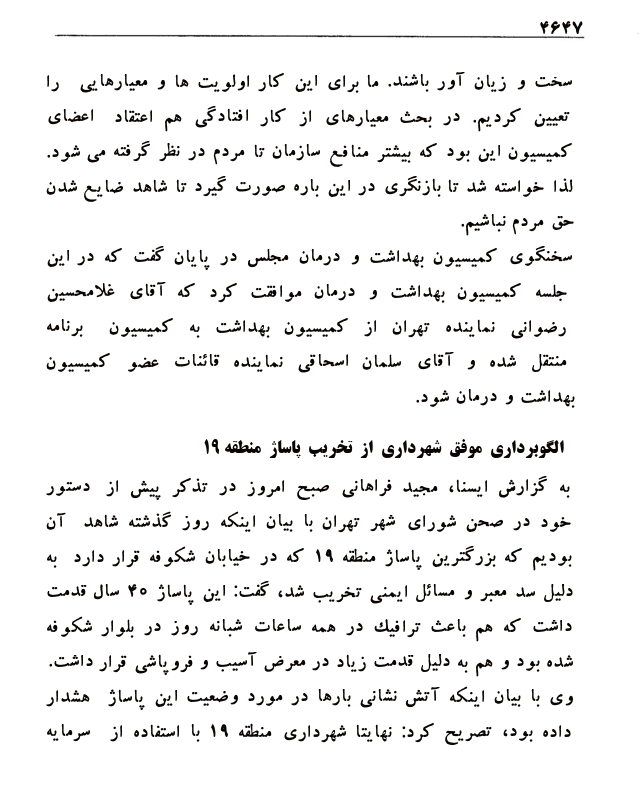 ۴۶۴۷
سخت و زیان آور باشند. ما برای این کار اولویت ها و معیارهایی را
تعیین کردیم. در بحث معیارهای از کار افتادگی هم اعتقاد اعضای
کمیسیون این بود که بیشتر منافع سازمان تا مردم در نظر گرفته می شود.
لذا خواسته شد تا بازنگری در این باره صورت گیرد تا شاهد ضایع شدن
حق مردم نباشیم.
سخنگوی کمیسیون بهداشت و درمان مجلس در پایان گفت که در این
جلسه کمیسیون بهداشت و درمان موافقت کرد که آقای غلامحسین
رضوانی نماینده تهران از کمیسیون بهداشت به کمیسیون برنامه
منتقل شده و آقای سلمان اسحاقی نماینده قائنات عضو کمیسیون
بهداشت و درمان شود.
الگوبرداری موفق شهرداری از تخریب پاساژ منطقه ۱۹
به گزارش ایسنا، مجید فراهانی صبح امروز در تذکر پیش از دستور
خود در صحن شورای شهر تهران با بیان اینکه روز گذشته شاهد آن
بودیم که بزرگترین پاساژ منطقه ۱۹ که در خیابان شکوفه قرار دارد به
دلیل سد معبر و مسائل ایمنی تخریب شد، گفت: این پاساژ ۴۰ سال قدمت
داشت که هم باعث ترافیك در همه ساعات شبانه روز در بلوار شکوفه
شده بود و هم به دلیل قدمت زیاد در معرض آسیب و فروپاشی قرار داشت.
وی با بیان اینکه آتش نشانی بارها در مورد وضعیت این پاساژ هشدار
داده بود، تصریح کرد: نهایتا شهرداری منطقه ۱۹ با استفاده از سرمایه